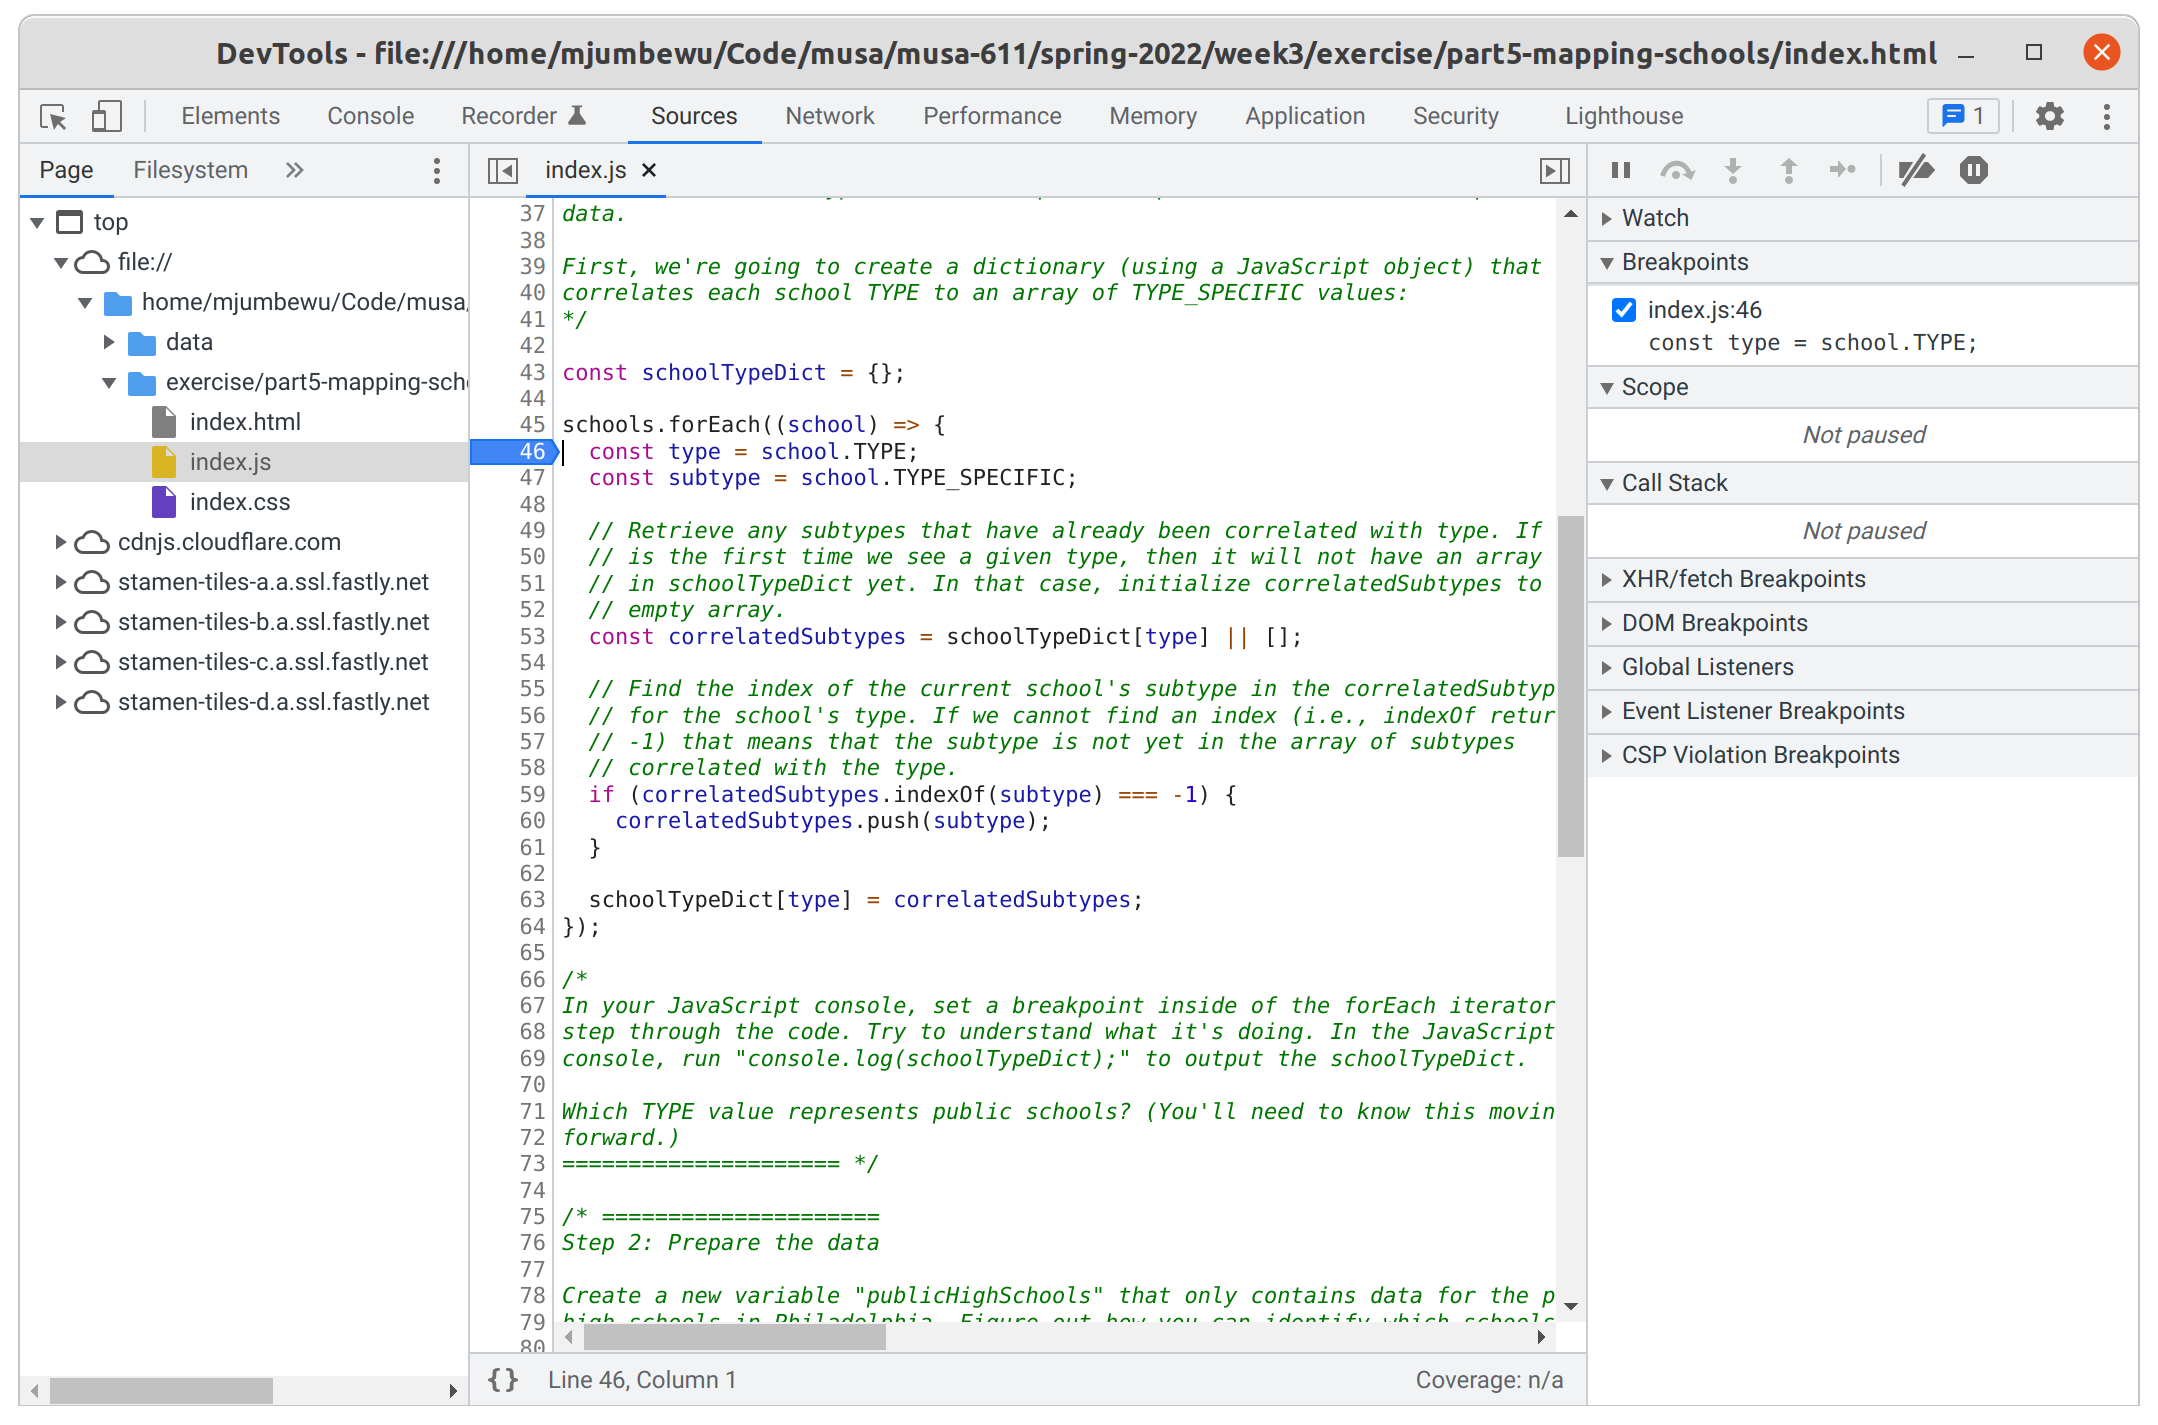 DevTools - file:///home/mjumbewu/Code/musa/musa-611/spring-2022/week3/exercise/part5-mapping-schools/index.html
Elements Console Recorder Sources Network Performance Memory Application Security Lighthouse 1
Page Filesystem
top
file://
home/mjumbewu/Code/musa/
data
exercise/part5-mapping-sch
index.html
index.js
index.css
cdnjs.cloudflare.com
stamen-tiles-a.a.ssl.fastly.net
stamen-tiles-b.a.ssl.fastly.net
stamen-tiles-c.a.ssl.fastly.net
stamen-tiles-d.a.ssl.fastly.net
index.js
37 data.
38
39 First, we're going to create a dictionary (using a JavaScript object) that
40 correlates each school TYPE to an array of TYPE_SPECIFIC values:
41 */
42
43 const schoolTypeDict = {};
44
45 schools.forEach((school) => {
46 const type = school.TYPE;
47 const subtype = school.TYPE_SPECIFIC;
48
49 // Retrieve any subtypes that have already been correlated with type. If
50 // is the first time we see a given type, then it will not have an array
51 // in schoolTypeDict yet. In that case, initialize correlatedSubtypes to
52 // empty array.
53 const correlatedSubtypes = schoolTypeDict[type] || [];
54
55 // Find the index of the current school's subtype in the correlatedSubtyp
56 // for the school's type. If we cannot find an index (i.e., indexOf retur
57 // -1) that means that the subtype is not yet in the array of subtypes
58 // correlated with the type.
59 if (correlatedSubtypes.indexOf(subtype) === -1) {
60 correlatedSubtypes.push(subtype);
61 }
62
63 schoolTypeDict[type] = correlatedSubtypes;
64 });
65
66 /*
67 In your JavaScript console, set a breakpoint inside of the forEach iterator
68 step through the code. Try to understand what it's doing. In the JavaScript
69 console, run "console.log(schoolTypeDict);" to output the schoolTypeDict.
70
71 Which TYPE value represents public schools? (You'll need to know this movin
72 forward.)
73 ===================== */
74
75 /* =====================
76 Step 2: Prepare the data
77
78 Create a new variable "publicHighSchools" that only contains data for the p
79 high schools in Philadelphia. Figure out how you can identify which schools
80
{} Line 46, Column 1
Coverage: n/a
Watch
Breakpoints
index.js:46
const type = school.TYPE;
Scope
Not paused
Call Stack
Not paused
XHR/fetch Breakpoints
DOM Breakpoints
Global Listeners
Event Listener Breakpoints
CSP Violation Breakpoints